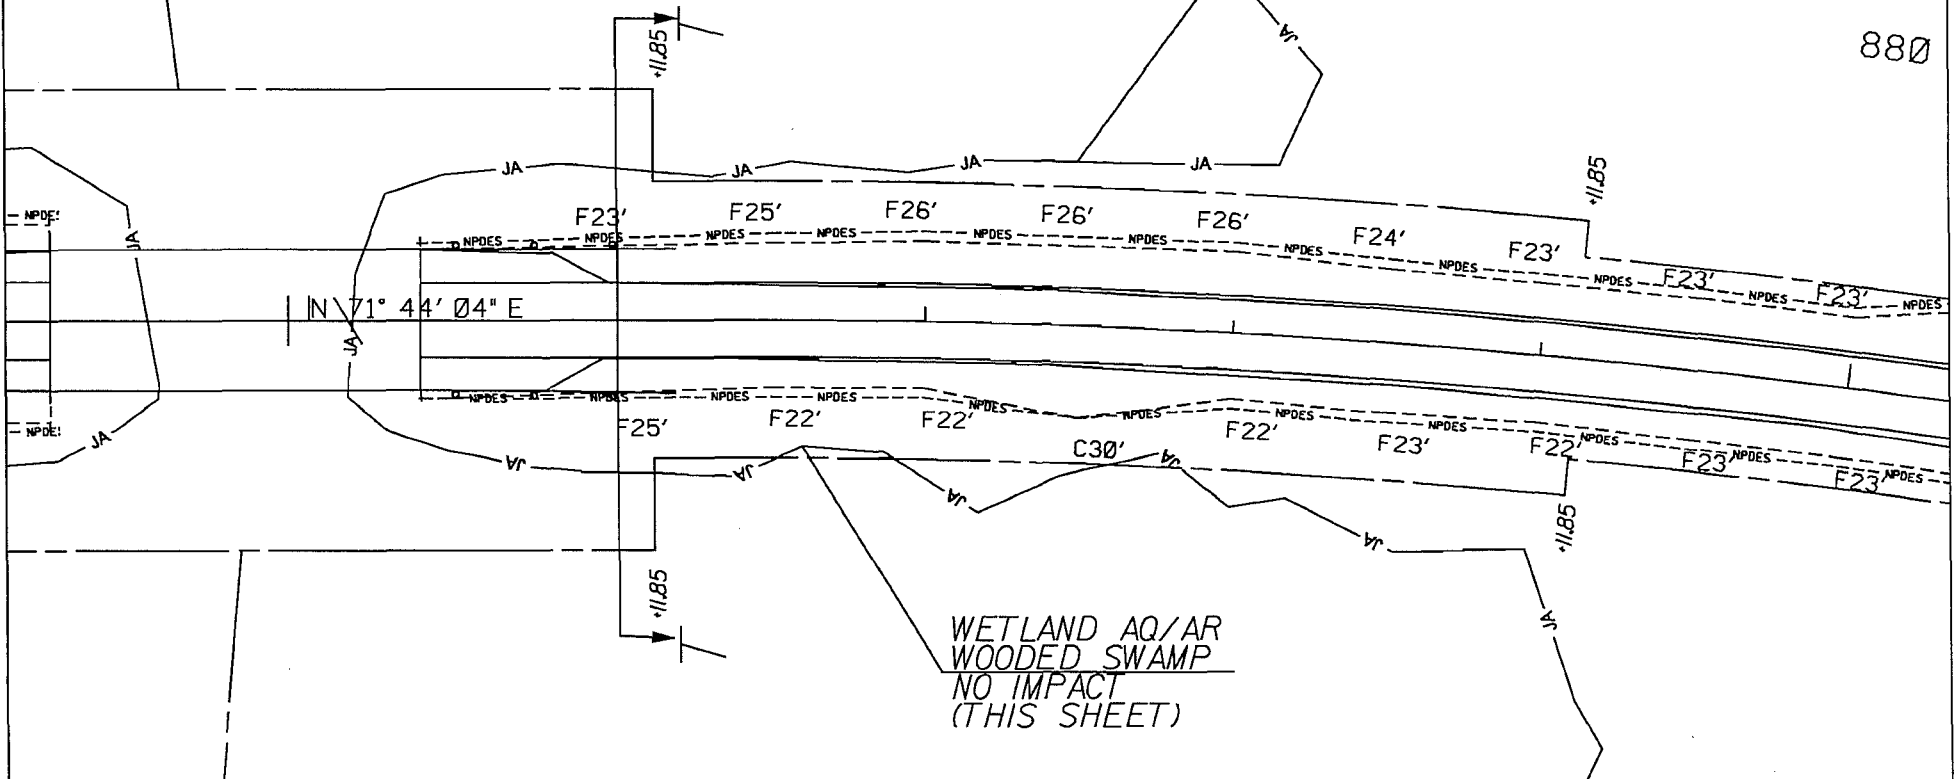 880
+11.85
JA
JA
JA
JA
JA
+11.85
F23' F25' F26' F26' F26' F24' F23' F23' F23'
NPDES NPDES NPDES NPDES NPDES NPDES NPDES NPDES NPDES NPDES
JA
N 71° 44' 04" E
JA
NPDES NPDES NPDES NPDES NPDES NPDES NPDES NPDES NPDES NPDES NPDES
JA
F25' F22' F22' C30' F22' F23' F22' F23' F23'
JA JA JA JA JA
+11.85
+11.85
JA
WETLAND AQ/AR
WOODED SWAMP
NO IMPACT
(THIS SHEET)